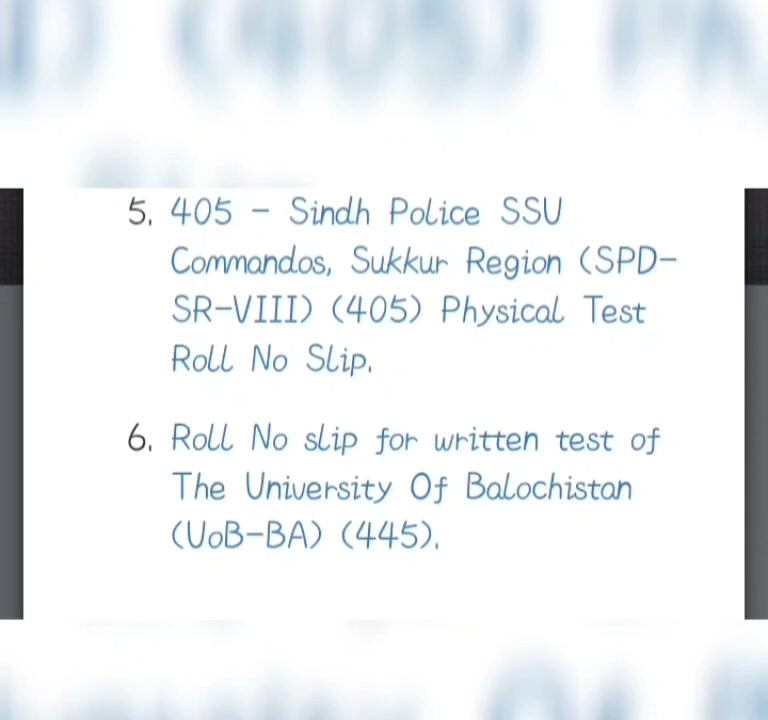 5. 405 - Sindh Police SSU
Commandos, Sukkur Region (SPD-
SR-VIII) (405) Physical Test
Roll No Slip.
6. Roll No slip for written test of
The University Of Balochistan
(UoB-BA) (445).